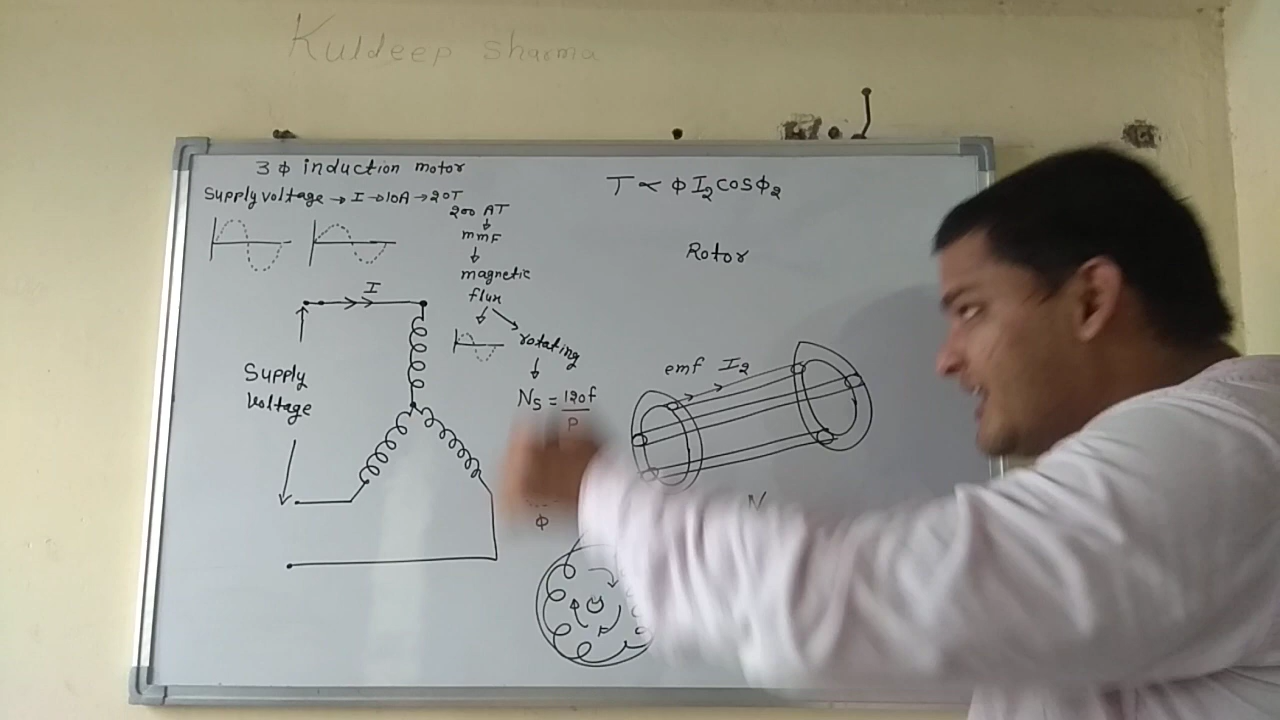 Kuldeep Sharma
3 ϕ induction motor
Supply voltage → I → 10A → 20T
200 AT
mmF
magnetic
flux
rotating
Ns = 120f
P
I
Supply
Voltage
ϕ
T ∝ ϕ I2 cosϕ2
Rotor
emf I2
N